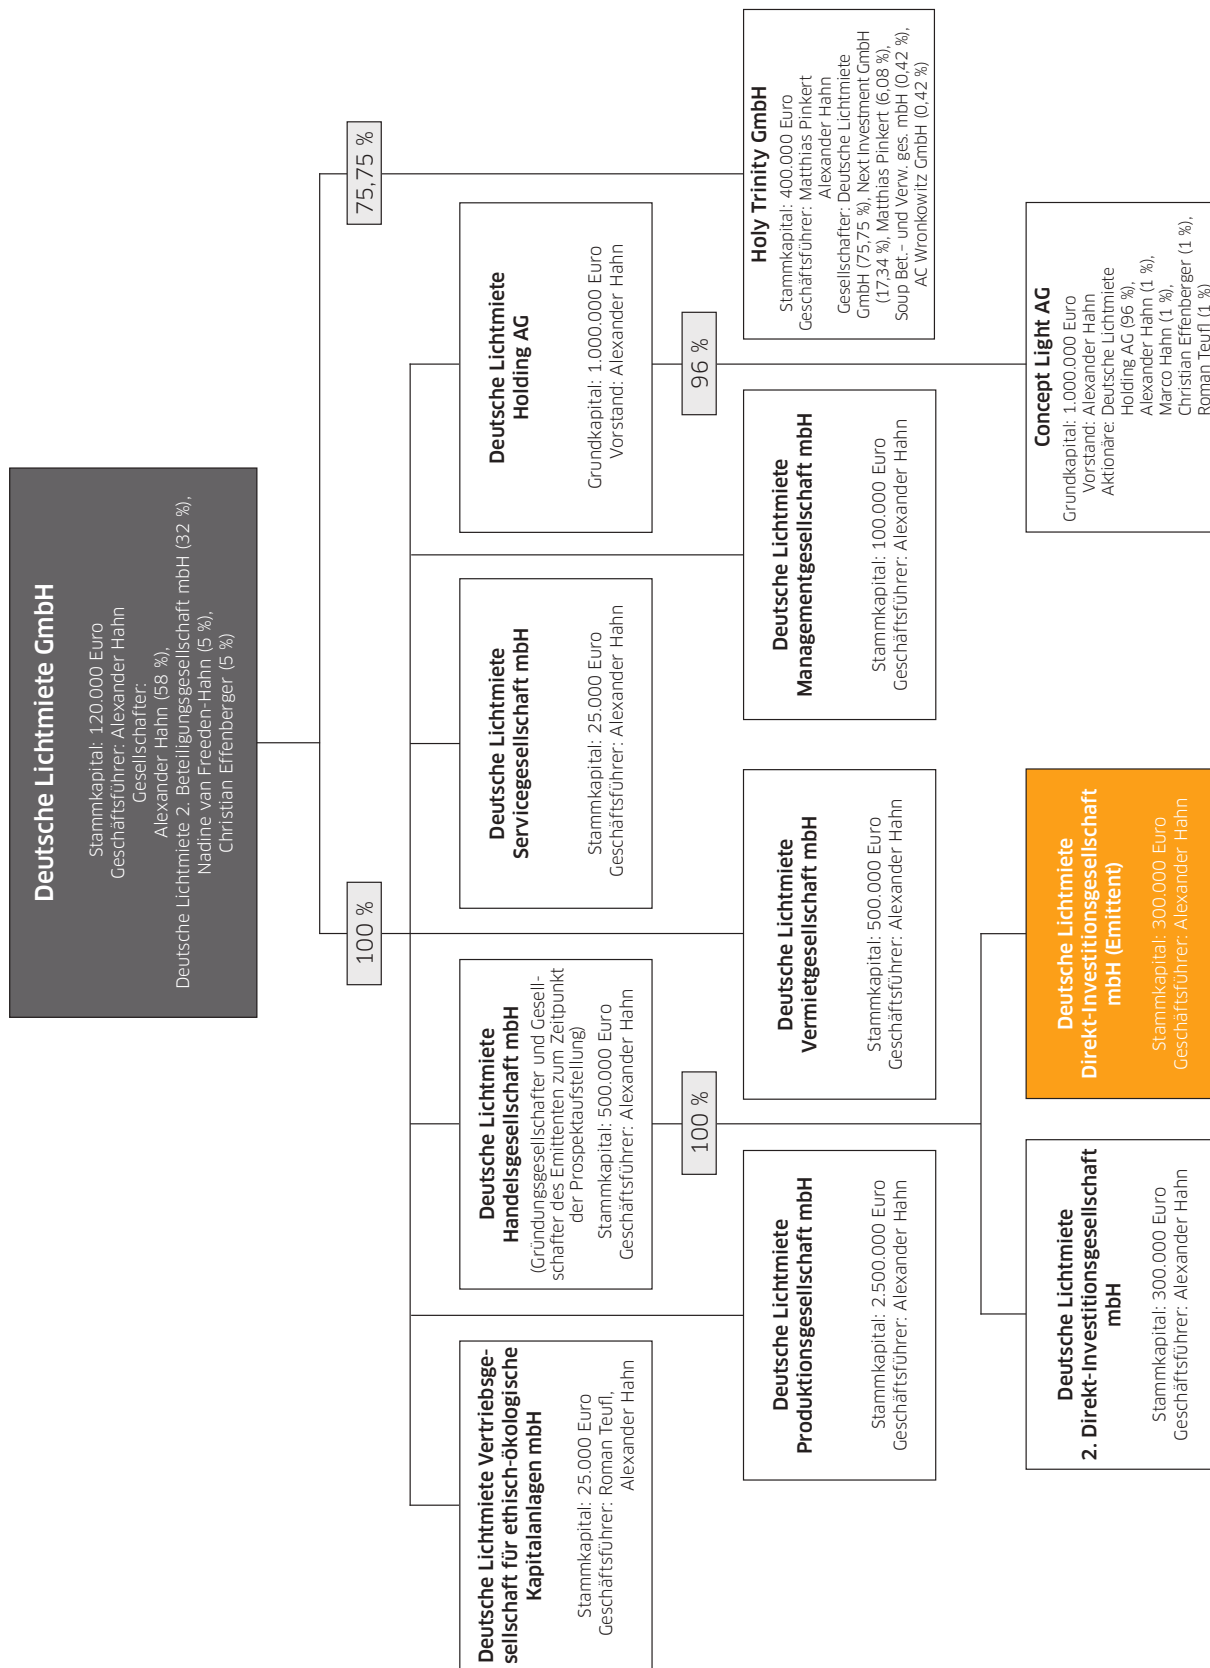 Deutsche Lichtmiete GmbH
Stammkapital: 120.000 Euro
Geschäftsführer: Alexander Hahn
Gesellschafter:
Alexander Hahn (58 %),
Deutsche Lichtmiete 2. Beteiligungsgesellschaft mbH (32 %),
Nadine van Freeden-Hahn (5 %),
Christian Effenberger (5 %)
100 %
75,75 %
Deutsche Lichtmiete Vertriebsge-
sellschaft für ethisch-ökologische
Kapitalanlagen mbH
Stammkapital: 25.000 Euro
Geschäftsführer: Roman Teufl,
Alexander Hahn
Deutsche Lichtmiete
Handelsgesellschaft mbH
(Gründungsgesellschafter und Gesell-
schafter des Emittenten zum Zeitpunkt
der Prospektaufstellung)
Stammkapital: 500.000 Euro
Geschäftsführer: Alexander Hahn
Deutsche Lichtmiete
Servicegesellschaft mbH
Stammkapital: 25.000 Euro
Geschäftsführer: Alexander Hahn
Deutsche Lichtmiete
Holding AG
Grundkapital: 1.000.000 Euro
Vorstand: Alexander Hahn
100 %
96 %
Deutsche Lichtmiete
Produktionsgesellschaft mbH
Stammkapital: 2.500.000 Euro
Geschäftsführer: Alexander Hahn
Deutsche Lichtmiete
Vermietgesellschaft mbH
Stammkapital: 500.000 Euro
Geschäftsführer: Alexander Hahn
Deutsche Lichtmiete
Managementgesellschaft mbH
Stammkapital: 100.000 Euro
Geschäftsführer: Alexander Hahn
Holy Trinity GmbH
Stammkapital: 400.000 Euro
Geschäftsführer: Matthias Pinkert
Alexander Hahn
Gesellschafter: Deutsche Lichtmiete
GmbH (75,75 %), Next Investment GmbH
(17,34 %), Matthias Pinkert (6,08 %),
Soup Bet.- und Verw. ges. mbH (0,42 %),
AC Wronkowitz GmbH (0,42 %)
Deutsche Lichtmiete
2. Direkt-Investitionsgesellschaft
mbH
Stammkapital: 300.000 Euro
Geschäftsführer: Alexander Hahn
Deutsche Lichtmiete
Direkt-Investitionsgesellschaft
mbH (Emittent)
Stammkapital: 300.000 Euro
Geschäftsführer: Alexander Hahn
Concept Light AG
Grundkapital: 1.000.000 Euro
Vorstand: Alexander Hahn
Aktionäre: Deutsche Lichtmiete
Holding AG (96 %),
Alexander Hahn (1 %),
Marco Hahn (1 %),
Christian Effenberger (1 %),
Roman Teufl (1 %)